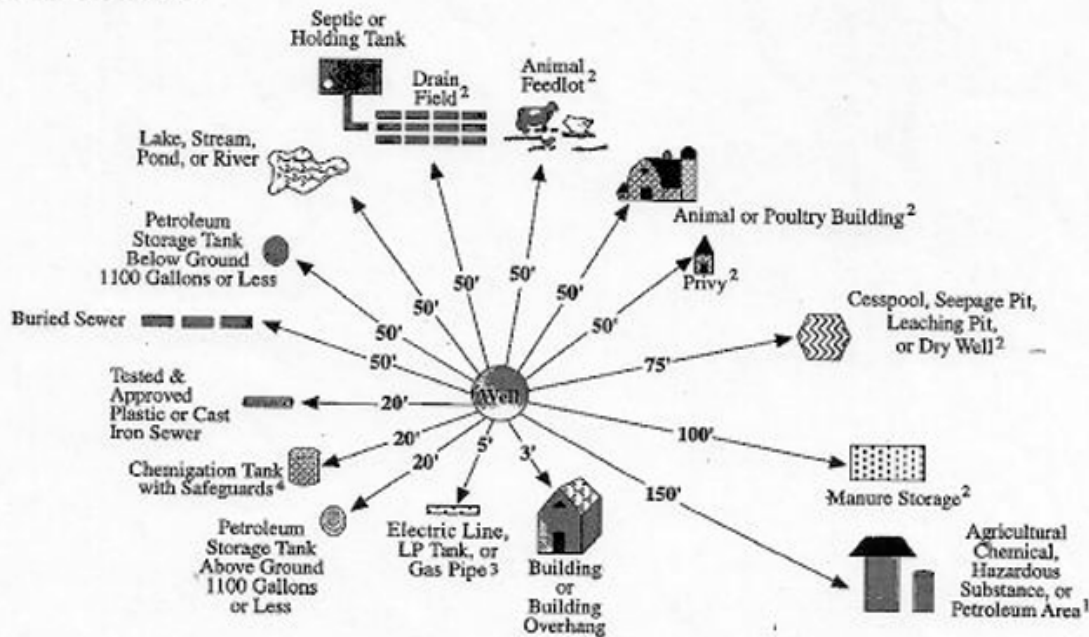 Septic or
Holding Tank
Drain
Field 2
Animal
Feedlot 2
Lake, Stream,
Pond, or River
Animal or Poultry Building 2
Petroleum
Storage Tank
Below Ground
1100 Gallons or Less
Privy 2
Cesspool, Seepage Pit,
Leaching Pit,
or Dry Well 2
Buried Sewer
50'
50'
50'
50'
50'
50'
50'
50'
75'
Tested &
Approved
Plastic or Cast
Iron Sewer
20'
Well
100'
Manure Storage 2
Chemigation Tank
with Safeguards 4
20'
20'
5'
3'
150'
Petroleum
Storage Tank
Above Ground
1100 Gallons
or Less
Electric Line,
LP Tank, or
Gas Pipe 3
Building
or
Building
Overhang
Agricultural
Chemical,
Hazardous
Substance, or
Petroleum Area 1